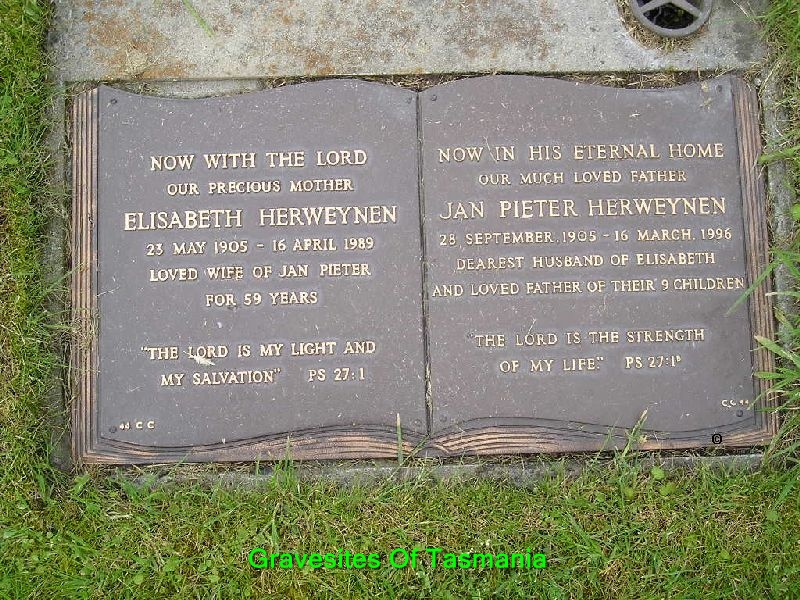 NOW WITH THE LORD
OUR PRECIOUS MOTHER
ELISABETH HERWEYNEN
23 MAY 1905 - 16 APRIL 1989
LOVED WIFE OF JAN PIETER
FOR 59 YEARS
"THE LORD IS MY LIGHT AND
MY SALVATION" PS 27:1
NOW IN HIS ETERNAL HOME
OUR MUCH LOVED FATHER
JAN PIETER HERWEYNEN
28 SEPTEMBER, 1905 - 16 MARCH, 1996
DEAREST HUSBAND OF ELISABETH
AND LOVED FATHER OF THEIR 9 CHILDREN
"THE LORD IS THE STRENGTH
OF MY LIFE" PS 27:1B
©
Gravesites Of Tasmania